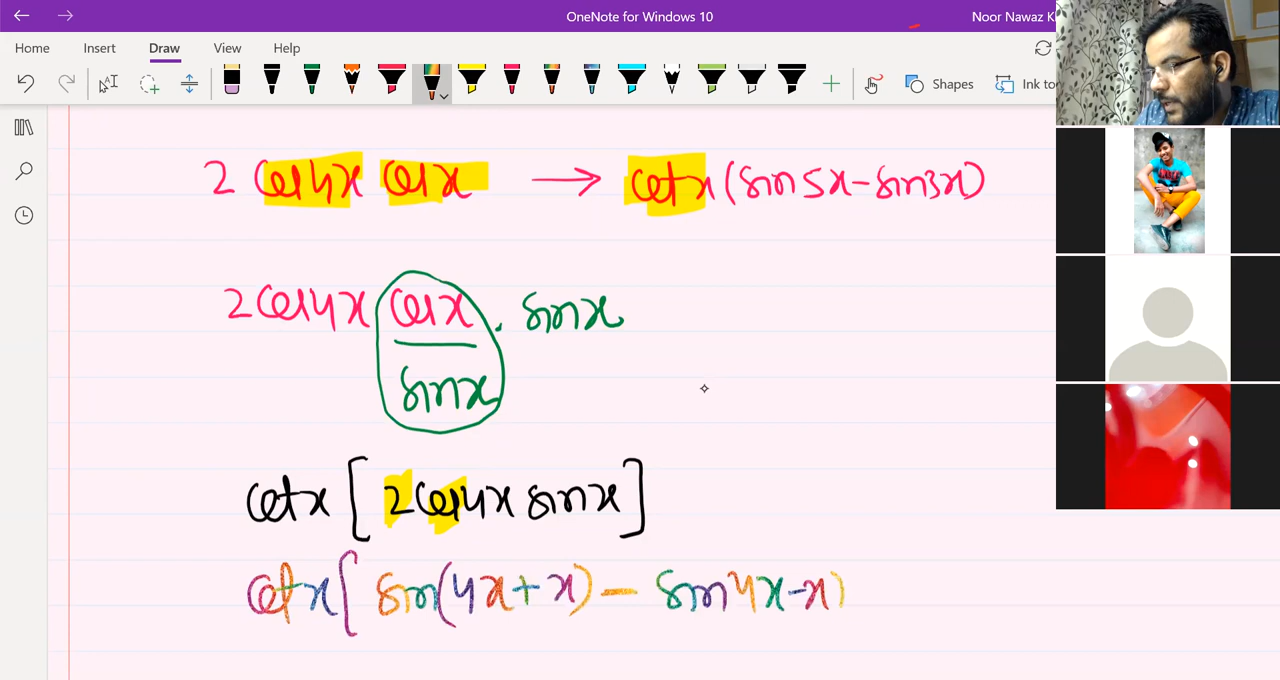 OneNote for Windows 10
Noor Nawaz K
Home Insert Draw View Help
Shapes
Ink to
2 cos4x cosx → cotx (sin5x-sin3x)
2cos4x cosx . sinx
sinx
cotx [ 2cos4x sinx ]
cotx [ sin(4x+x) - sin4x-x)